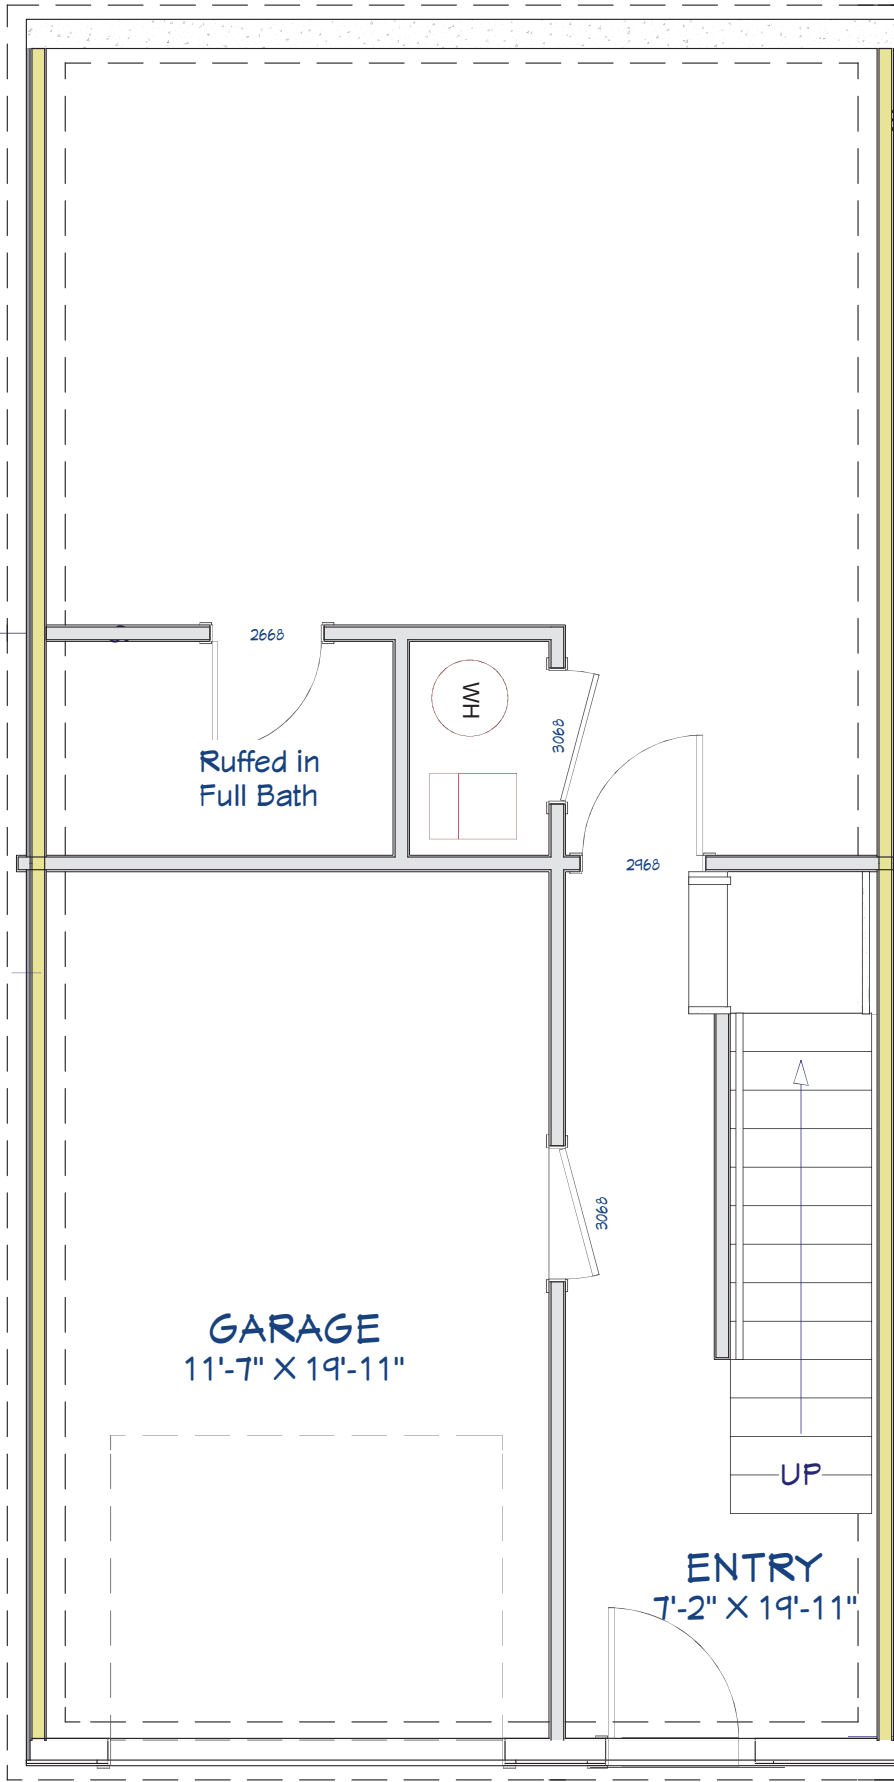 2668
WH
3068
Ruffed in
Full Bath
2968
3068
GARAGE
11'-7" X 19'-11"
UP
ENTRY
7'-2" X 19'-11"